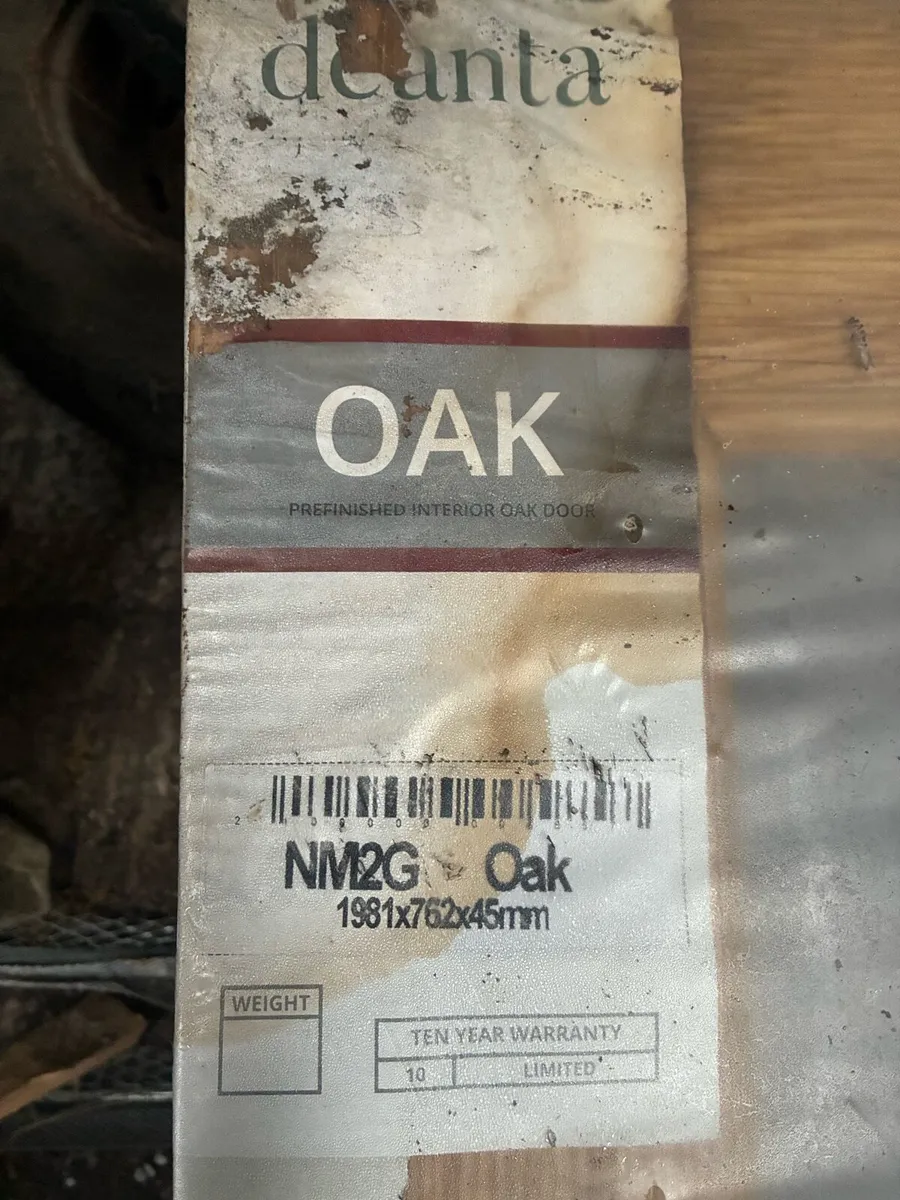 deanta
OAK
PREFINISHED INTERIOR OAK DOOR
NM2G Oak
1981x762x45mm
WEIGHT
TEN YEAR WARRANTY
10 LIMITED